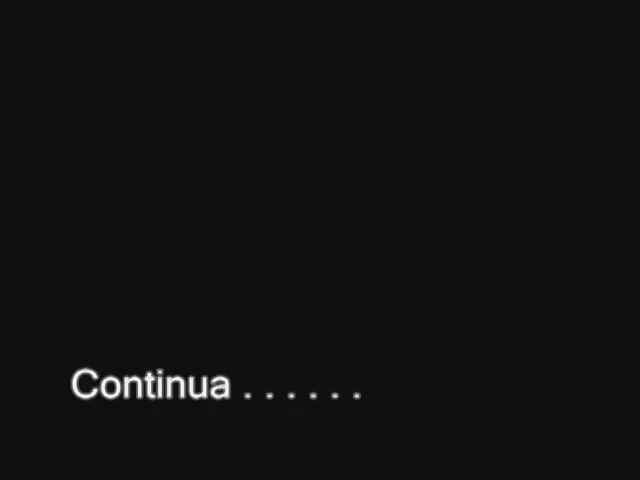 Continua . . . . . .